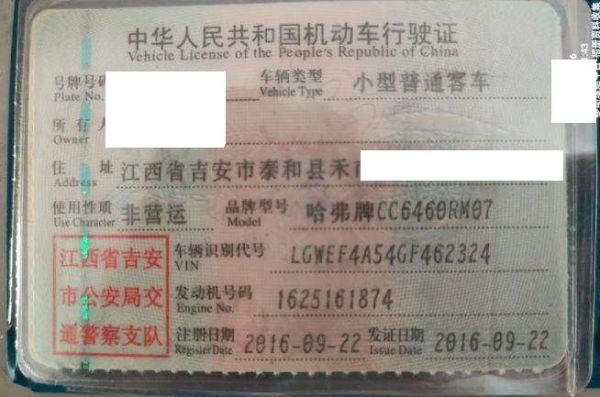 中华人民共和国机动车行驶证
Vehicle License of the People's Republic of China
号牌号码 车辆类型 小型普通客车
Plate No. Vehicle Type
所有人
Owner
住址 江西省吉安市泰和县禾市
Address
使用性质 非营运 品牌型号 哈弗牌CC6460RM07
Use Character Model
江西省吉安 车辆识别代号 LGWEF4A54GF462324
VIN
市公安局交 发动机号码 1625161874
Engine No.
通警察支队 注册日期 2016-09-22 发证日期 2016-09-22
Register Date Issue Date